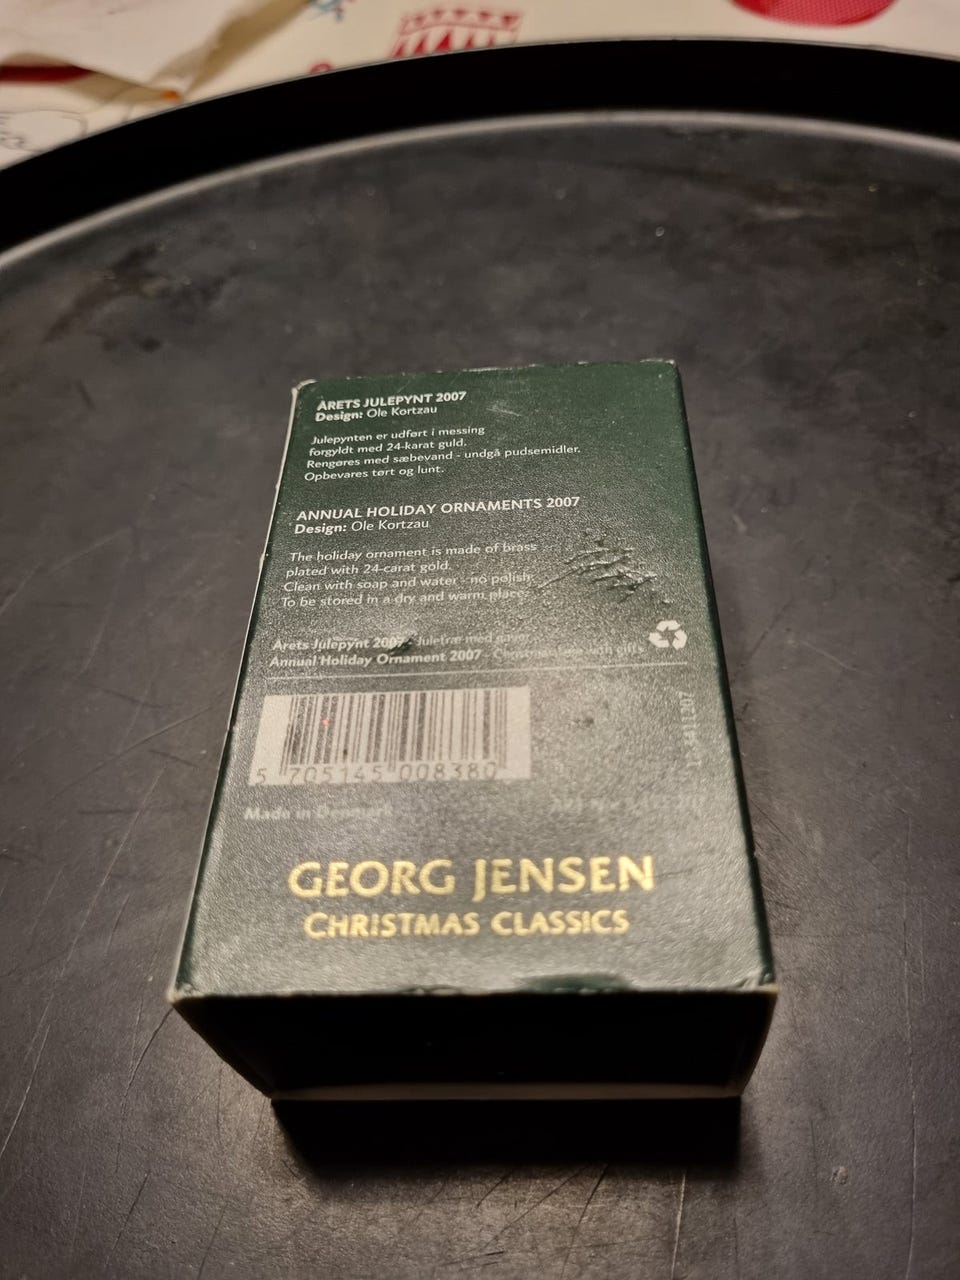 ÅRETS JULEPYNT 2007
Design: Ole Kortzau
Julepynten er udført i messing
forgyldt med 24-karat guld.
Rengøres med sæbevand - undgå pudsemidler.
Opbevares tørt og lunt.
ANNUAL HOLIDAY ORNAMENTS 2007
Design: Ole Kortzau
The holiday ornament is made of brass
plated with 24-carat gold.
Clean with soap and water - no polish.
To be stored in a dry and warm place.
Årets Julepynt 2007 - Juletræ med gaver
Annual Holiday Ornament 2007 - Christmas tree with gifts
5 705145 008380
Made in Denmark
GEORG JENSEN
CHRISTMAS CLASSICS